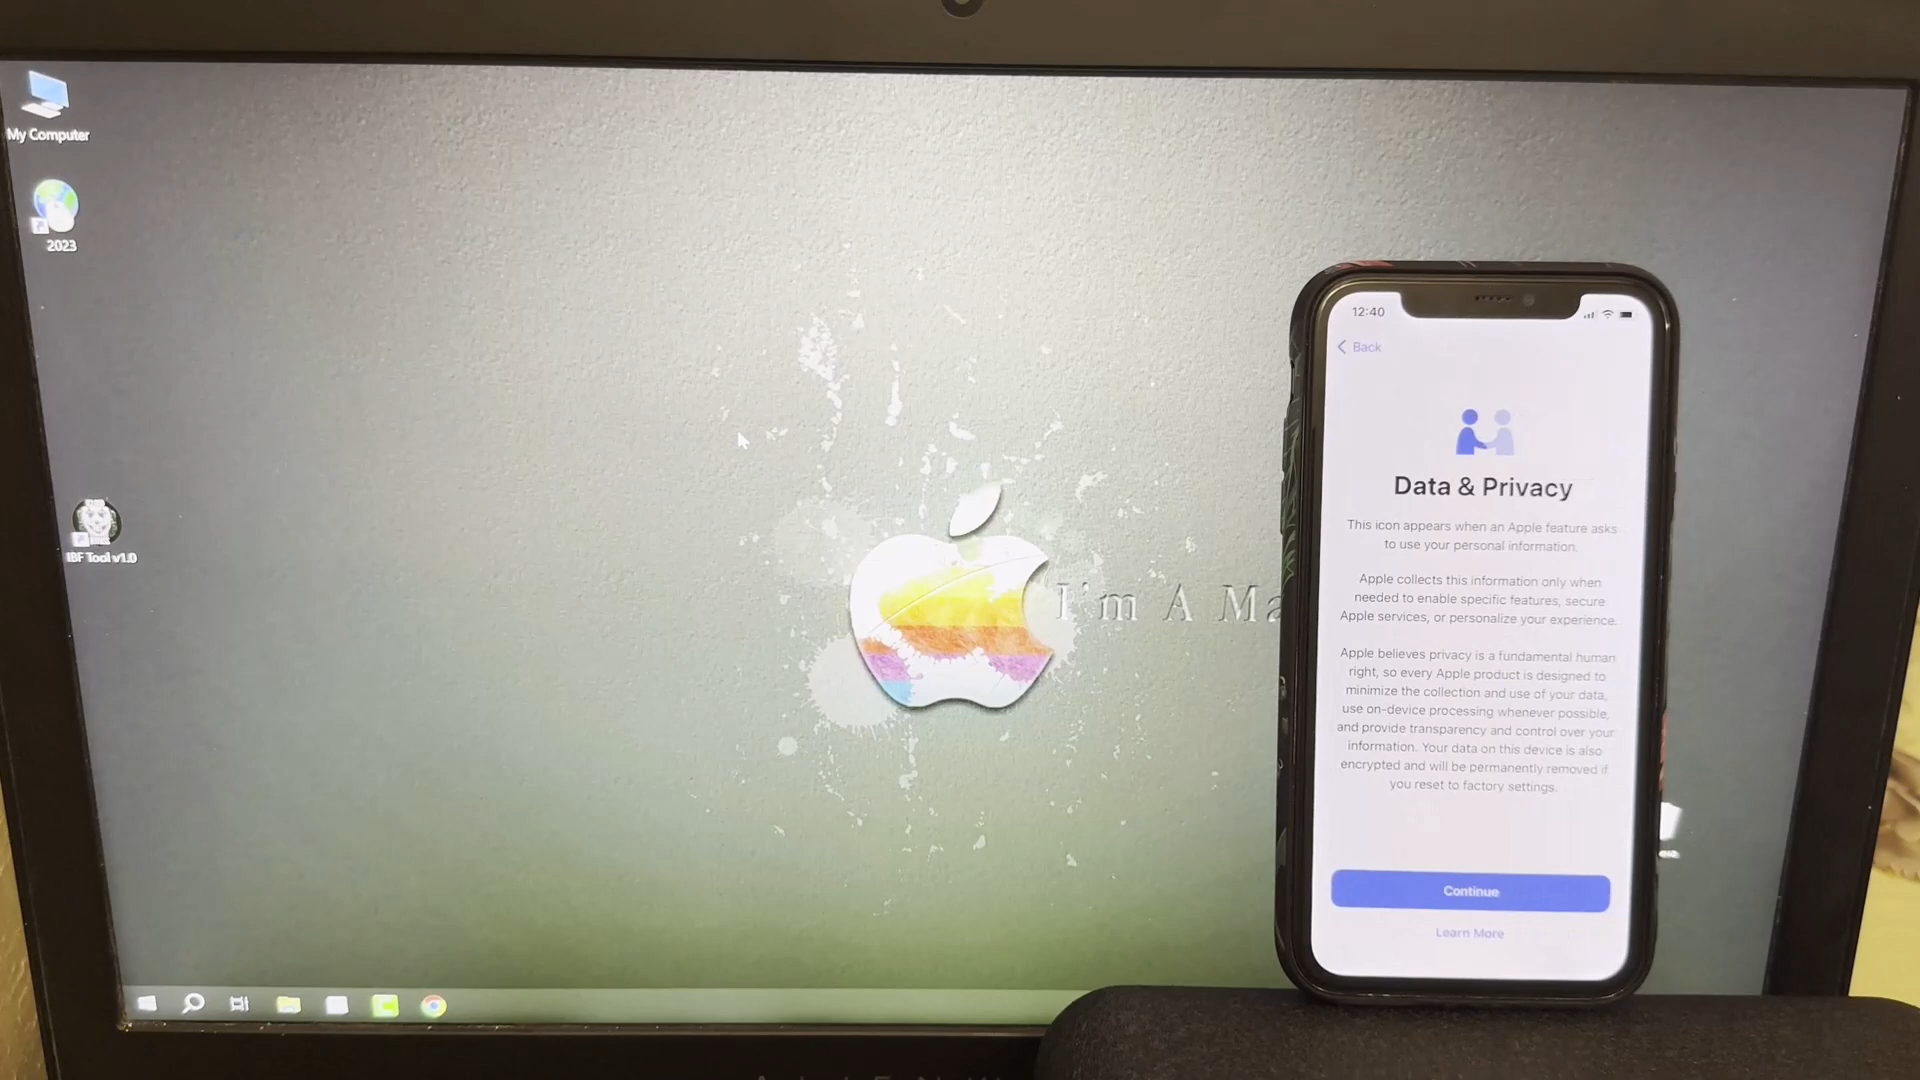 My Computer
2023
IBF Tool v1.0
I'm A Ma
12:40
Back
Data & Privacy
This icon appears when an Apple feature asks
to use your personal information.
Apple collects this information only when
needed to enable specific features, secure
Apple services, or personalize your experience.
Apple believes privacy is a fundamental human
right, so every Apple product is designed to
minimize the collection and use of your data,
use on-device processing whenever possible,
and provide transparency and control over your
information. Your data on this device is also
encrypted and will be permanently removed if
you reset to factory settings.
Continue
Learn More